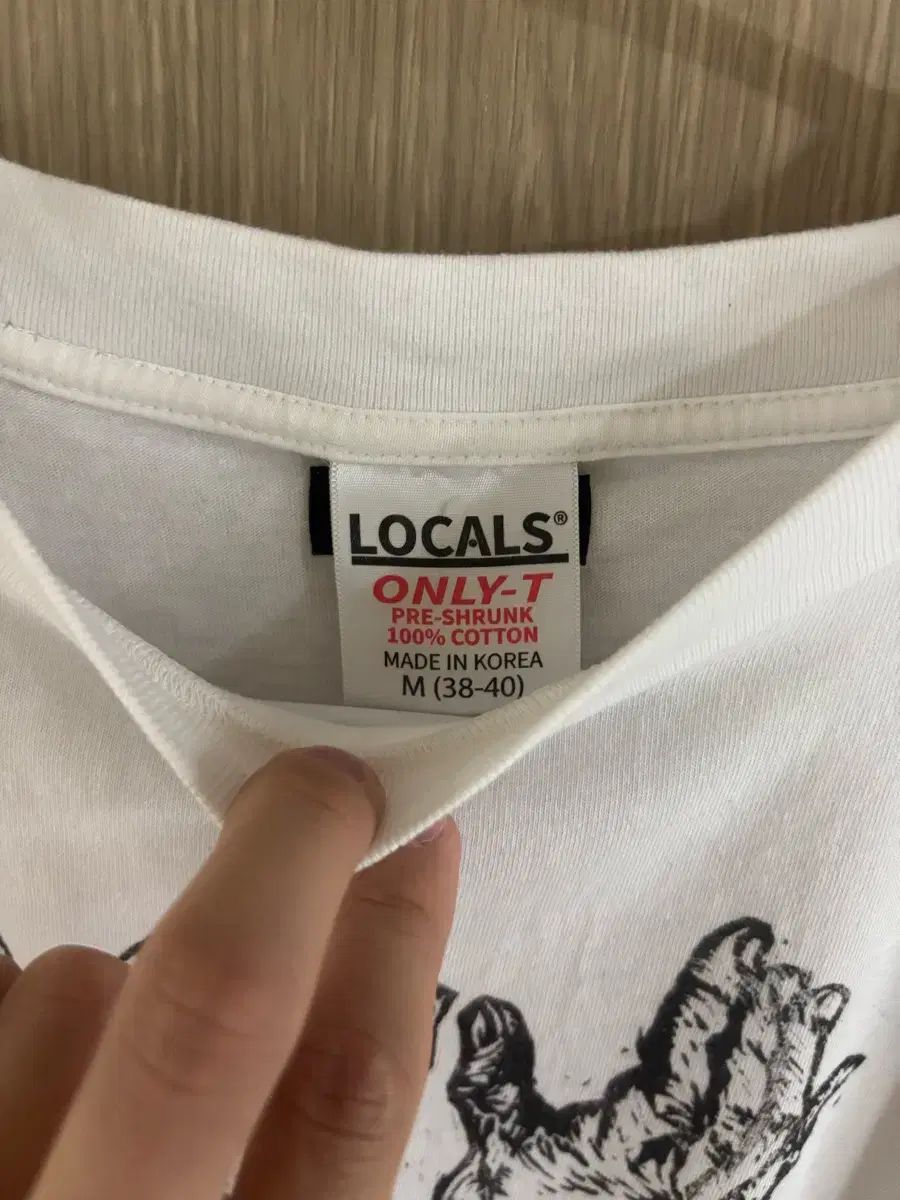 LOCALS®
ONLY-T
PRE-SHRUNK
100% COTTON
MADE IN KOREA
M (38-40)